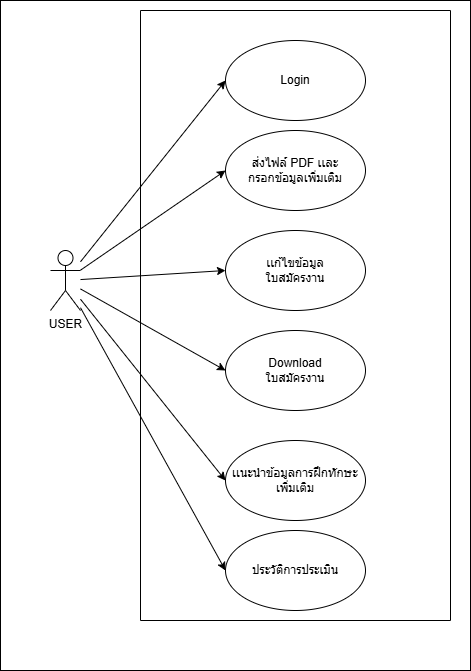 Login
ส่งไฟล์ PDF และ
กรอกข้อมูลเพิ่มเติม
แก้ไขข้อมูล
ใบสมัครงาน
USER
Download
ใบสมัครงาน
แนะนำข้อมูลการฝึกทักษะ
เพิ่มเติม
ประวัติการประเมิน